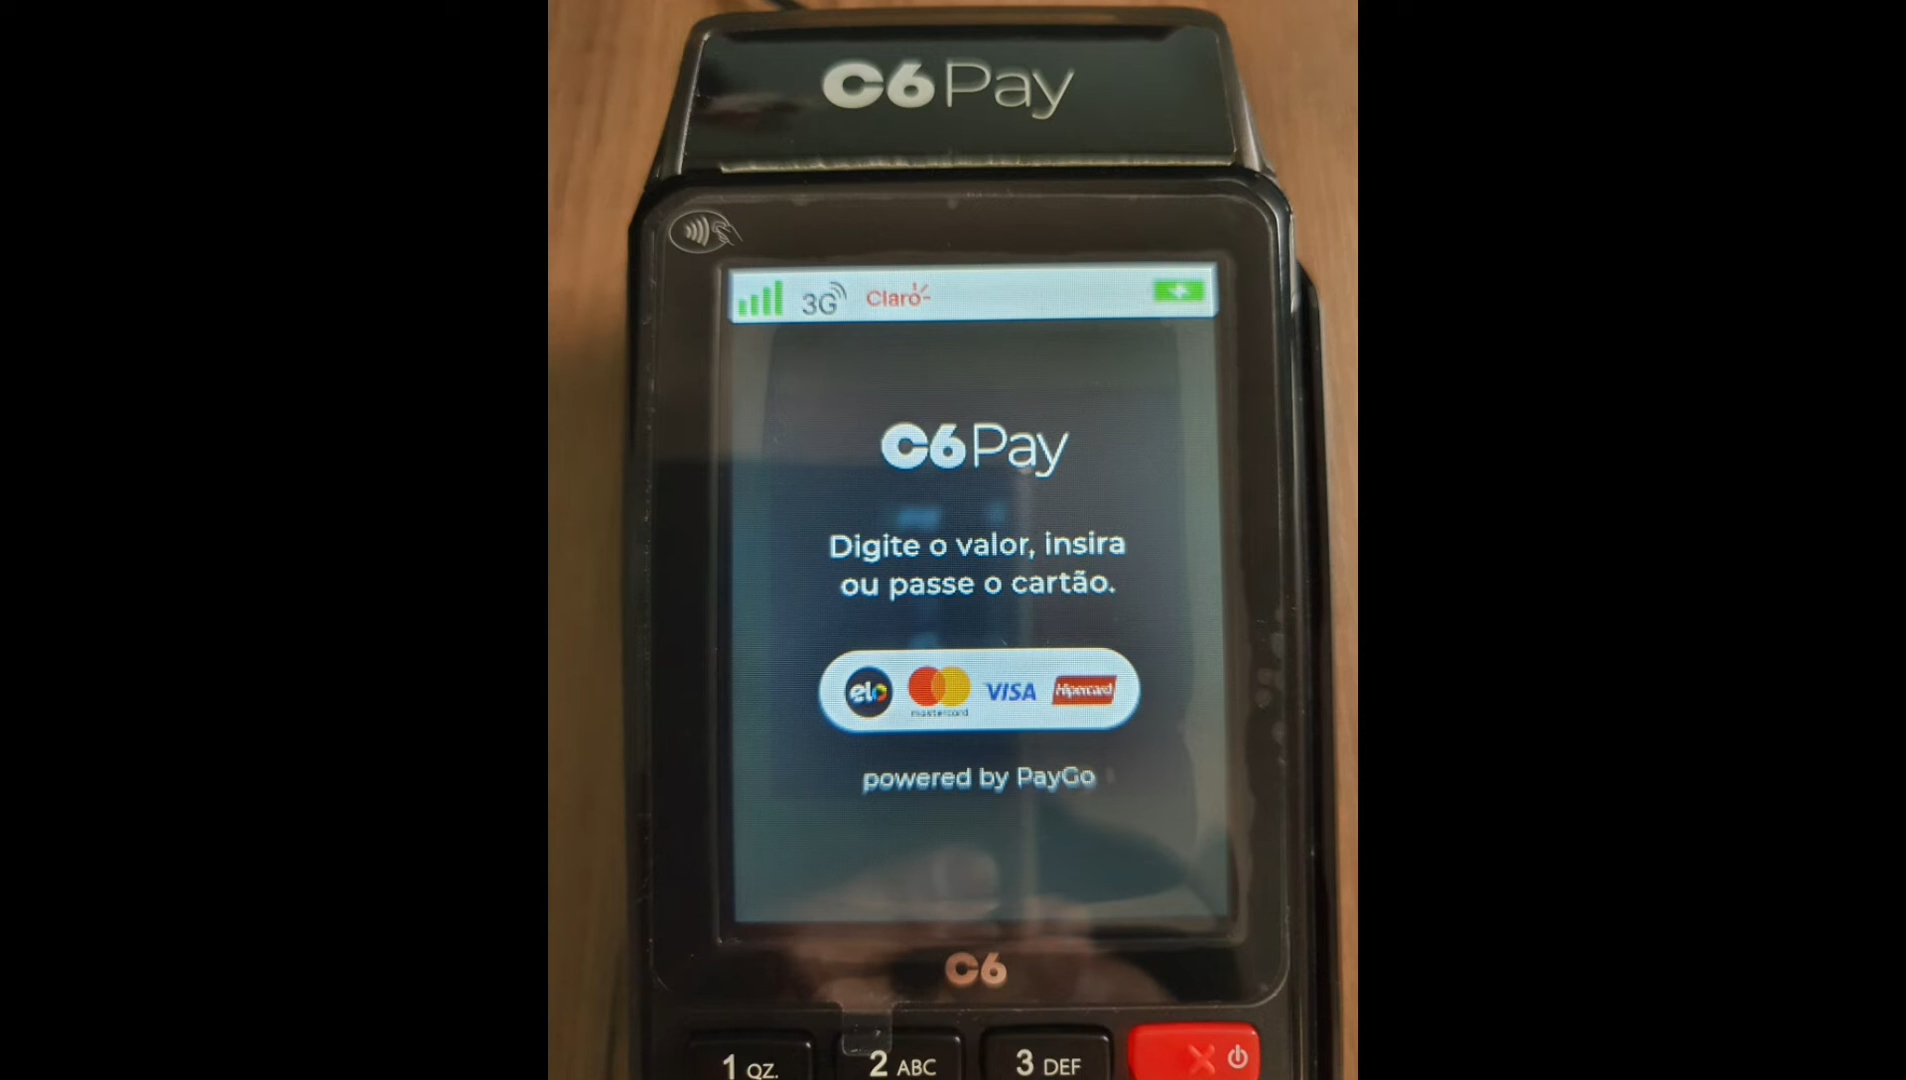 C6 Pay
3G Claro
C6 Pay
Digite o valor, insira
ou passe o cartão.
elo mastercard VISA Hipercard
powered by PayGo
C6
1 QZ. 2 ABC 3 DEF